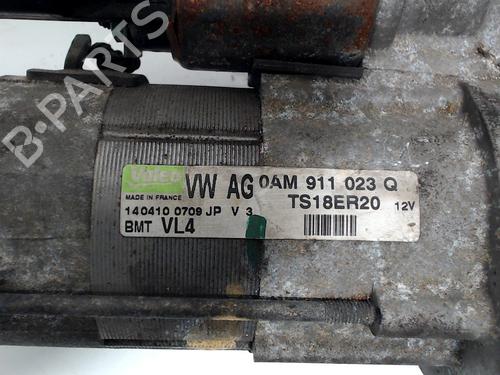 B-PARTS
Valeo
VW AG 0AM 911 023 Q
MADE IN FRANCE
TS18ER20 12V
140410 0709 JP V 3
BMT VL4